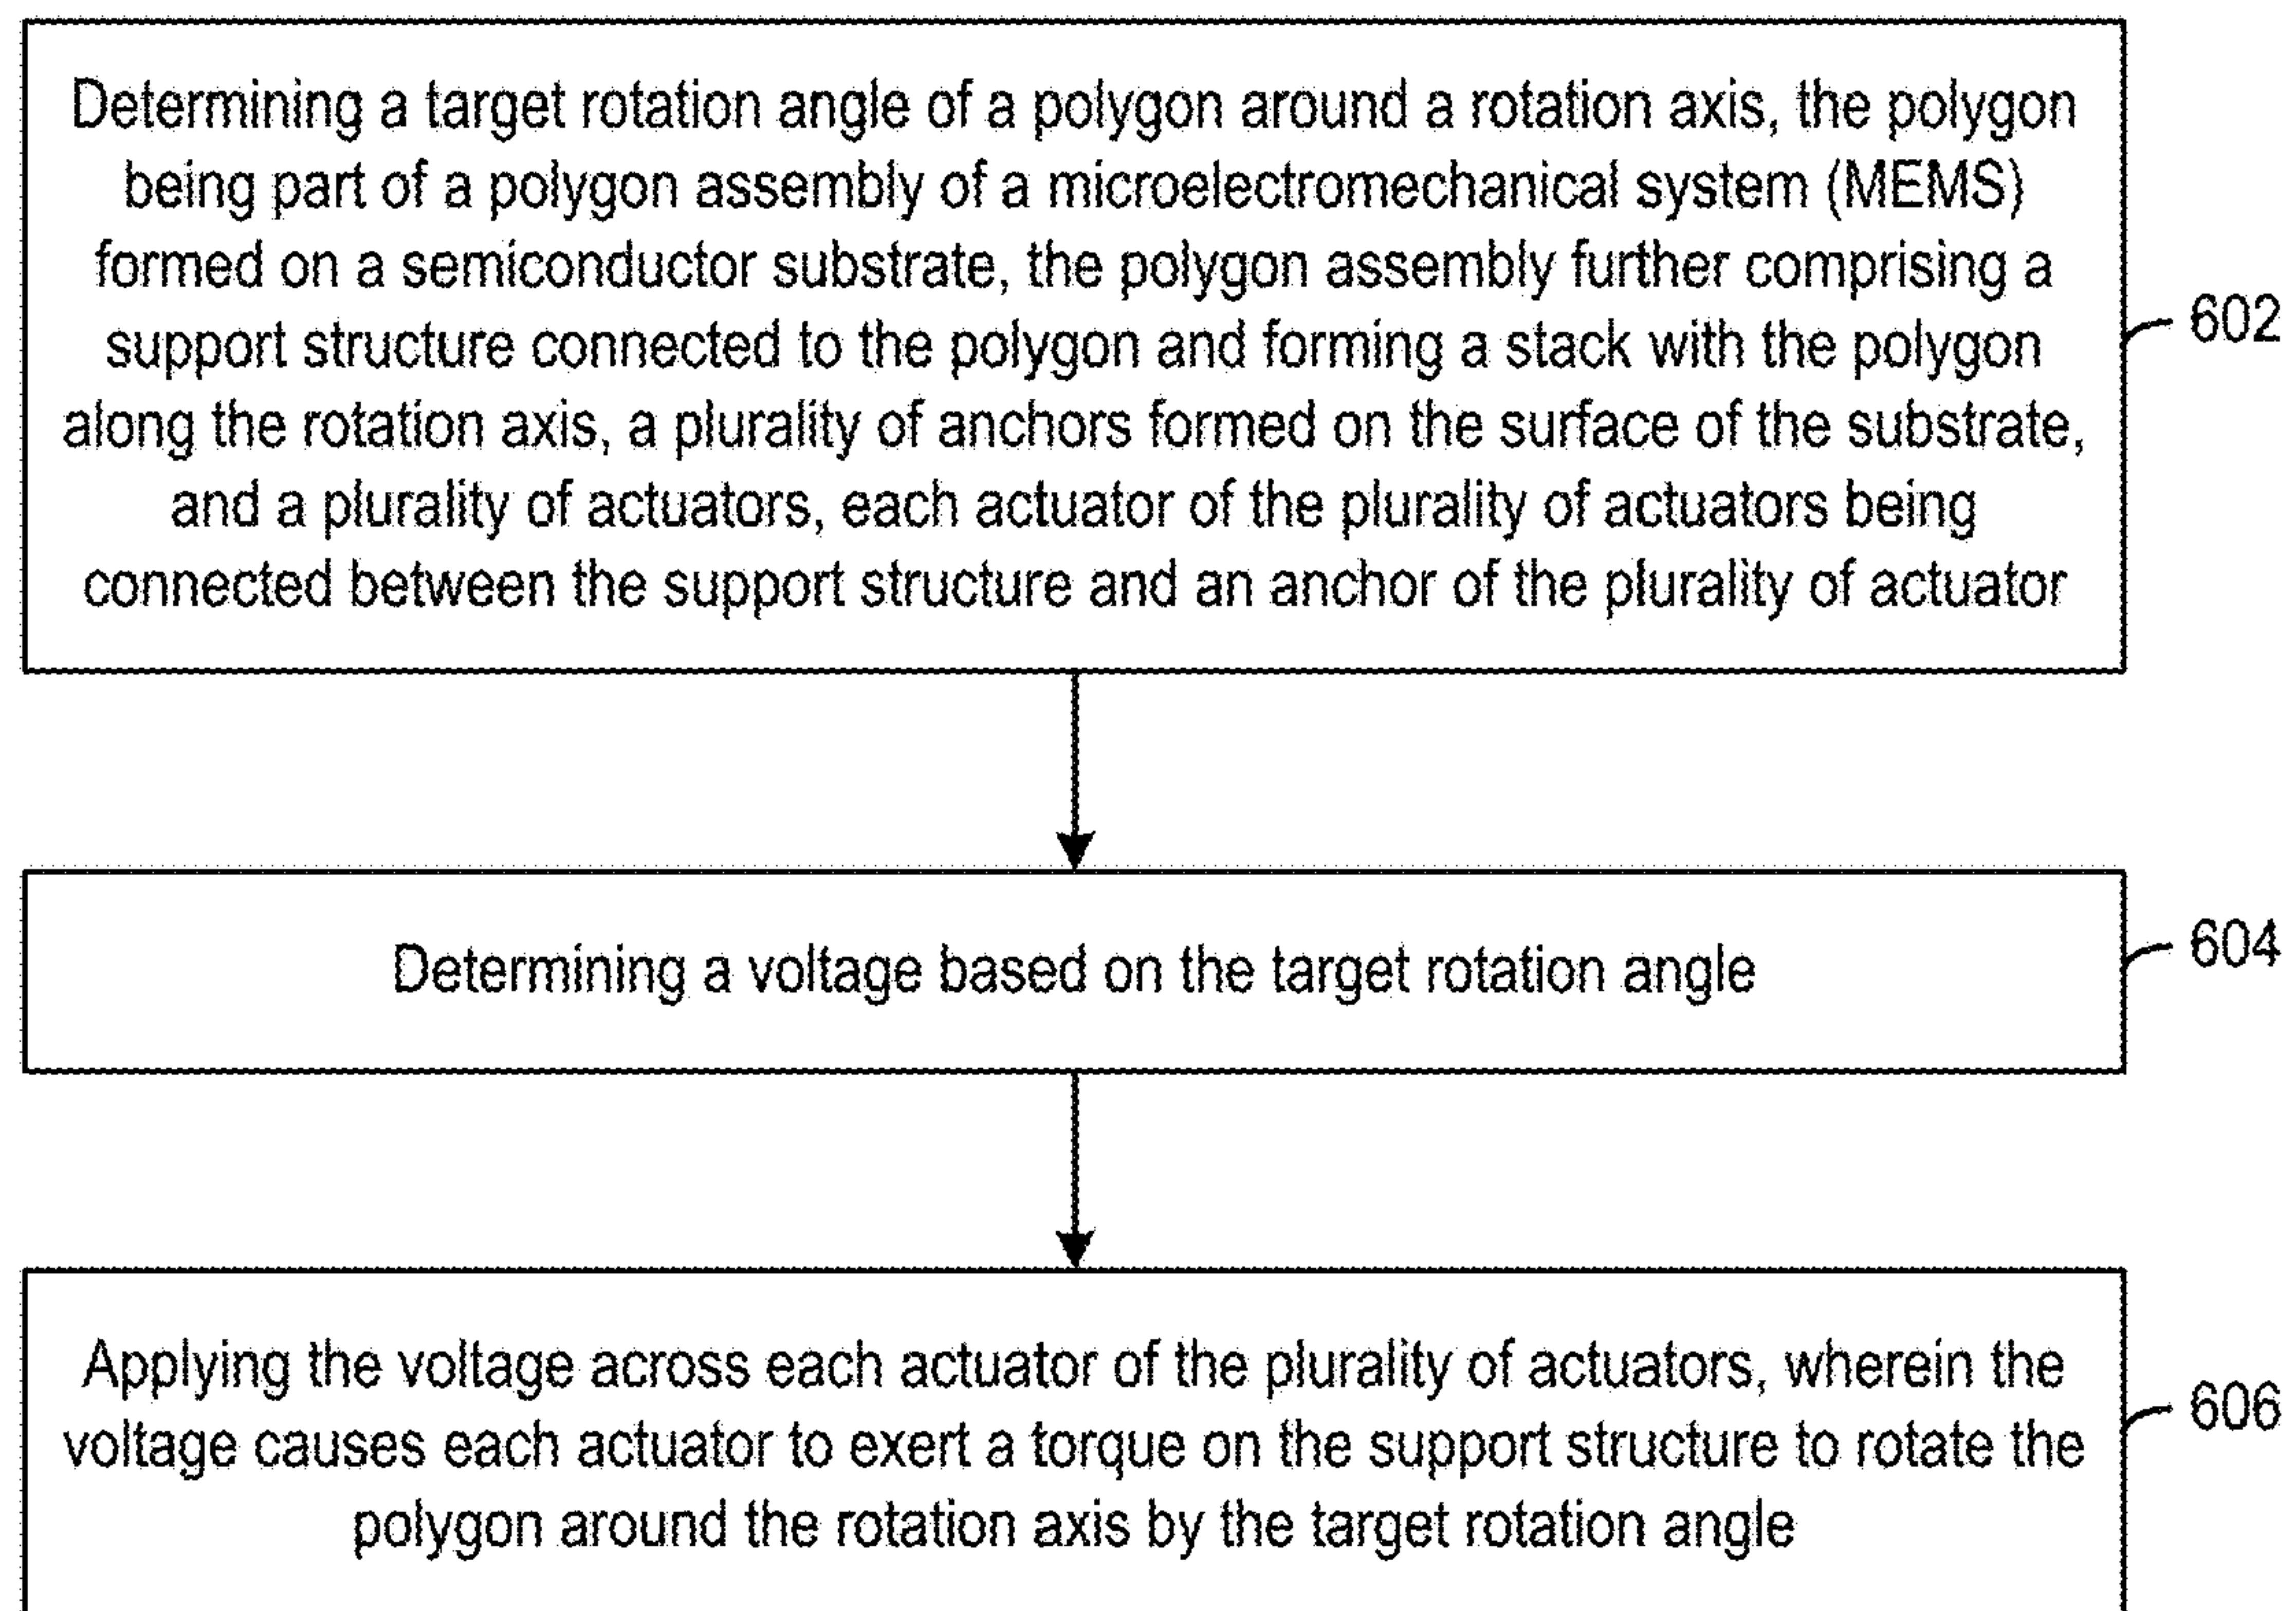 Determining a target rotation angle of a polygon around a rotation axis, the polygon
being part of a polygon assembly of a microelectromechanical system (MEMS)
formed on a semiconductor substrate, the polygon assembly further comprising a
support structure connected to the polygon and forming a stack with the polygon
along the rotation axis, a plurality of anchors formed on the surface of the substrate,
and a plurality of actuators, each actuator of the plurality of actuators being
connected between the support structure and an anchor of the plurality of actuator
602
Determining a voltage based on the target rotation angle
604
Applying the voltage across each actuator of the plurality of actuators, wherein the
voltage causes each actuator to exert a torque on the support structure to rotate the
polygon around the rotation axis by the target rotation angle
606